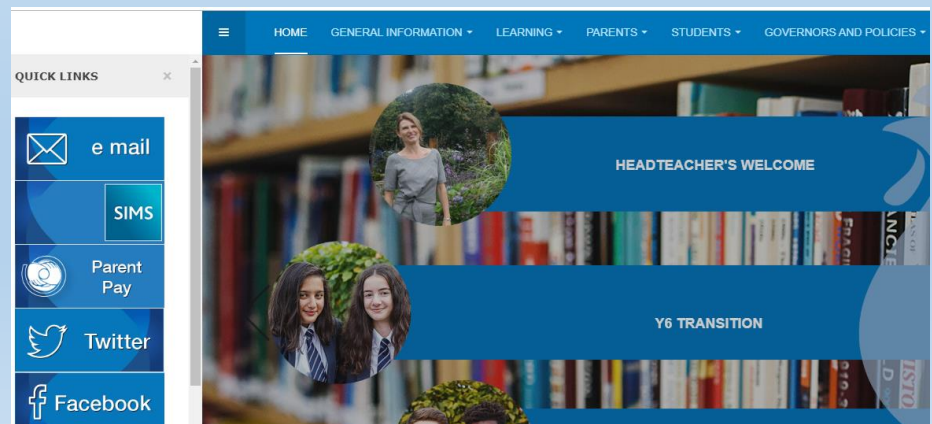 HOME GENERAL INFORMATION LEARNING PARENTS STUDENTS GOVERNORS AND POLICIES
QUICK LINKS ×
e mail
SIMS
Parent
Pay
Twitter
Facebook
HEADTEACHER'S WELCOME
Y6 TRANSITION